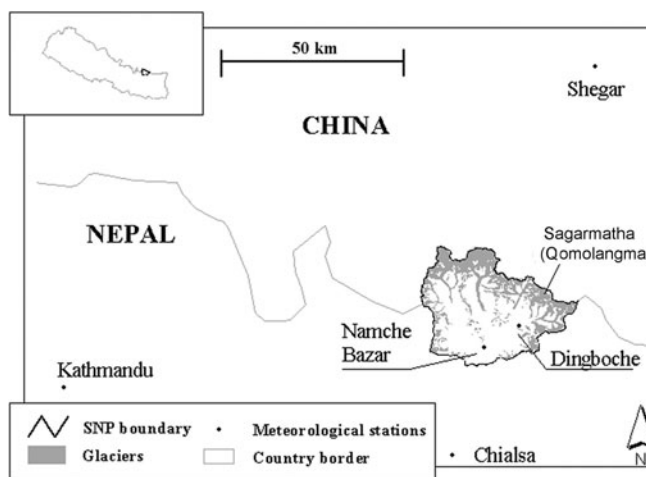 50 km
Shegar
CHINA
NEPAL
Sagarmatha
(Qomolangma
Namche
Bazar
Dingboche
Kathmandu
SNP boundary
Meteorological stations
Glaciers
Country border
Chialsa
N